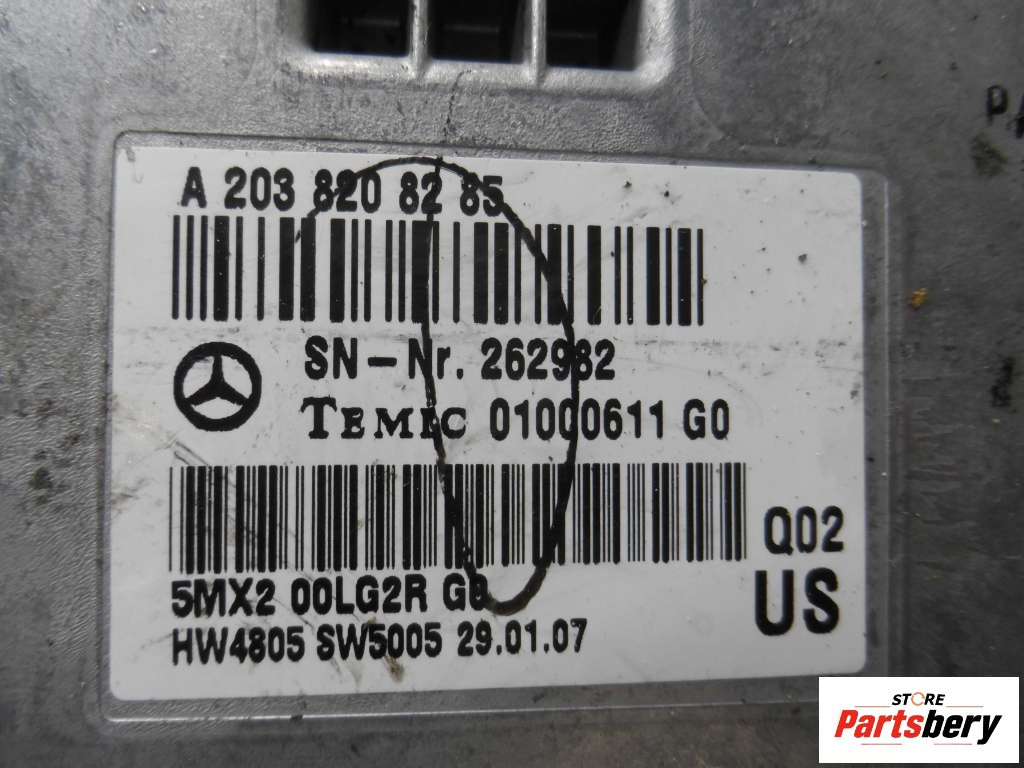 A 203 820 82 85
SN-Nr. 262982
TEMIC 01000611 G0
Q02
5MX2 00LG2R G0
US
HW4805 SW5005 29.01.07
STORE
Partsbery